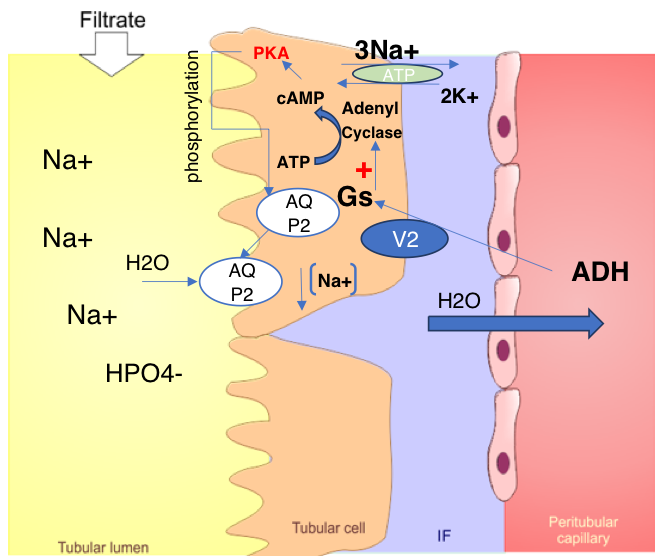 Filtrate
PKA
3Na+
ATP
2K+
phosphorylation
cAMP
Adenyl
Cyclase
ATP
Na+
+
Gs
AQ
P2
V2
Na+
H2O
AQ
P2
[Na+]
ADH
H2O
Na+
HPO4-
Tubular lumen
Tubular cell
IF
Peritubular
capillary